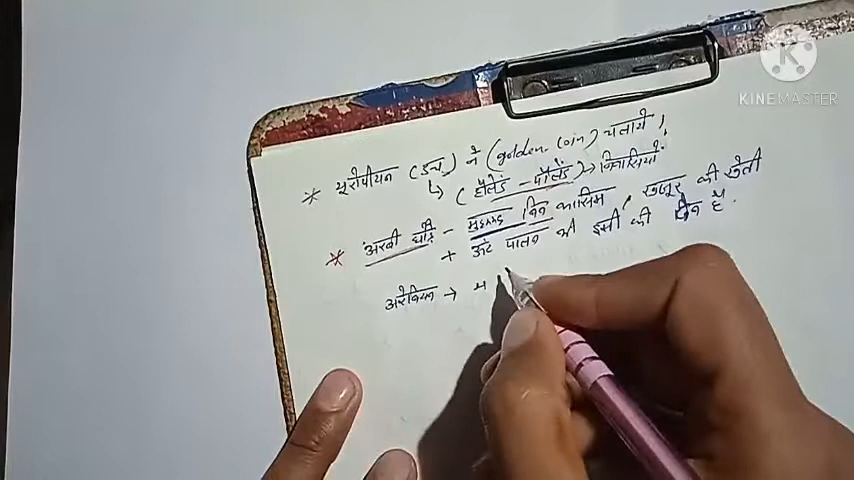 K
KINEMASTER
* यूरोपीयन (डच) ने (golden coin) चलाये।
↳ (हॉलैंड - पोलैंड) → निवासियों
* अरबी घोड़े - मुहम्मद बिन कासिम, खजूर की खेती
+ ऊंट पालन भी इसी की देन है.
अरेबियन → म